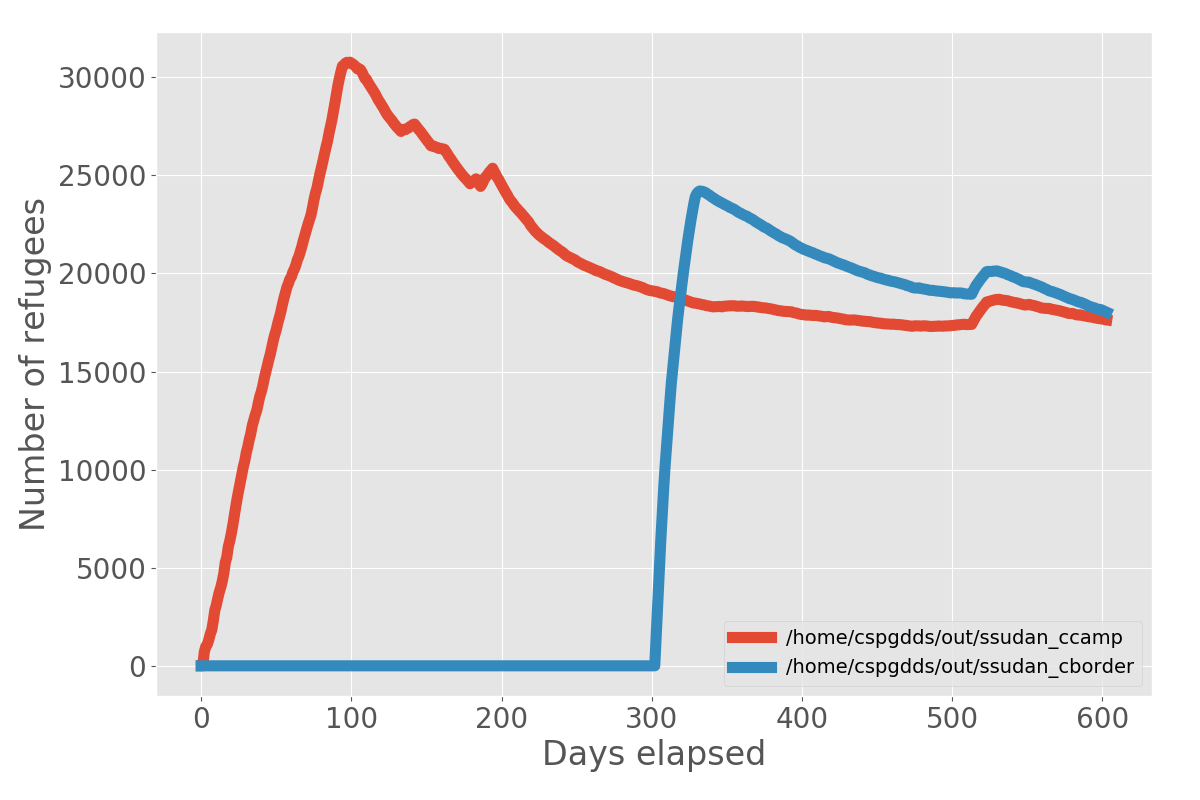 Number of refugees
30000
25000
20000
15000
10000
5000
0
0 100 200 300 400 500 600
Days elapsed
/home/cspgdds/out/ssudan_ccamp
/home/cspgdds/out/ssudan_cborder